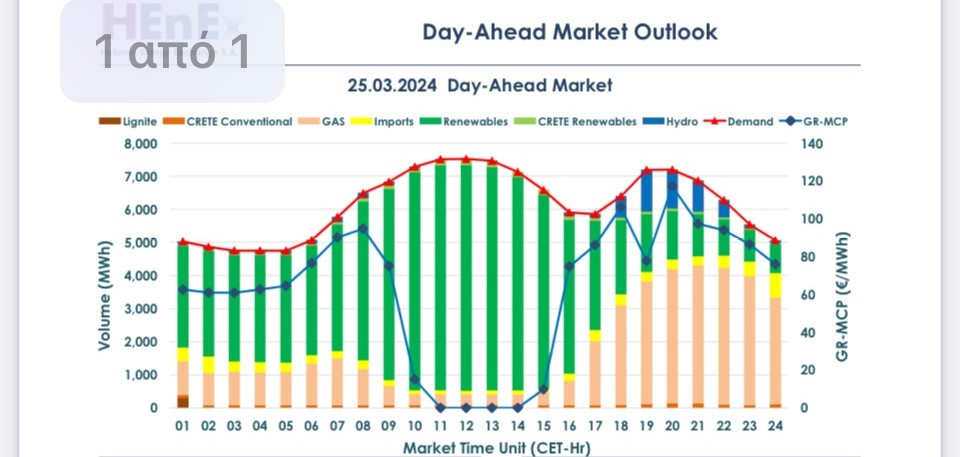 HEnEx
1 από 1
Day-Ahead Market Outlook
25.03.2024 Day-Ahead Market
Lignite CRETE Conventional GAS Imports Renewables CRETE Renewables Hydro Demand GR-MCP
8,000 140
7,000 120
6,000 100
5,000 80
4,000 60
3,000 40
2,000 20
1,000 0
0
Volume (MWh)
GR-MCP (€/MWh)
01 02 03 04 05 06 07 08 09 10 11 12 13 14 15 16 17 18 19 20 21 22 23 24
Market Time Unit (CET-Hr)